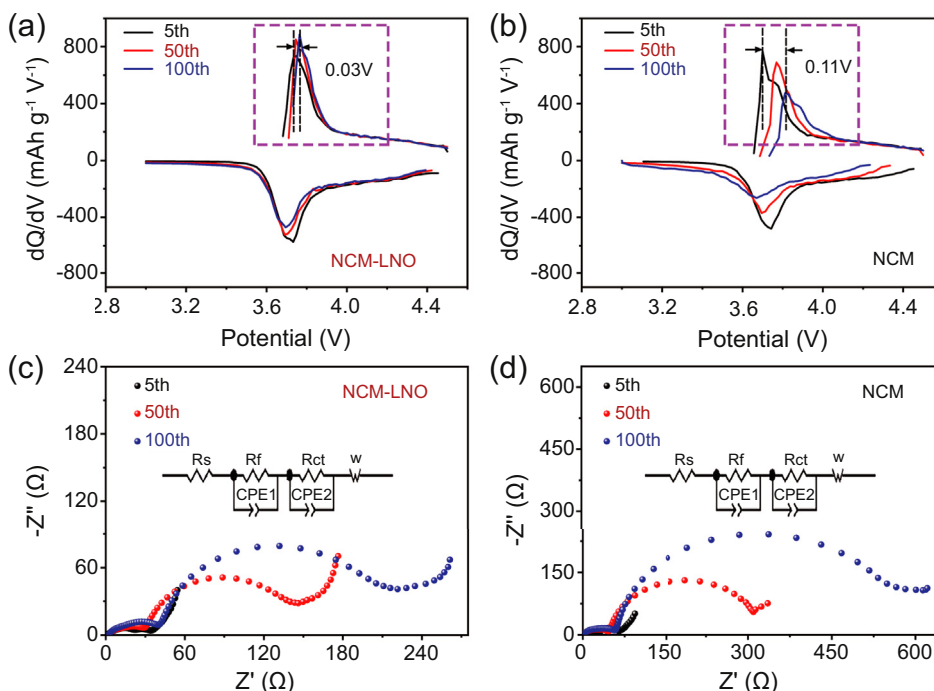 (a)
800
400
0
-400
-800
dQ/dV (mAh g⁻¹ V⁻¹)
5th
50th
100th
0.03V
NCM-LNO
2.8
3.2
3.6
4.0
4.4
Potential (V)
(b)
800
400
0
-400
-800
dQ/dV (mAh g⁻¹ V⁻¹)
5th
50th
100th
0.11V
NCM
2.8
3.2
3.6
4.0
4.4
Potential (V)
(c)
240
180
120
60
0
-Z" (Ω)
5th
50th
100th
NCM-LNO
Rs
Rf
Rct
w
CPE1
CPE2
0
60
120
180
240
Z' (Ω)
(d)
600
500
375
250
125
0
-Z" (Ω)
5th
50th
100th
NCM
Rs
Rf
Rct
w
CPE1
CPE2
0
150
300
450
600
Z' (Ω)